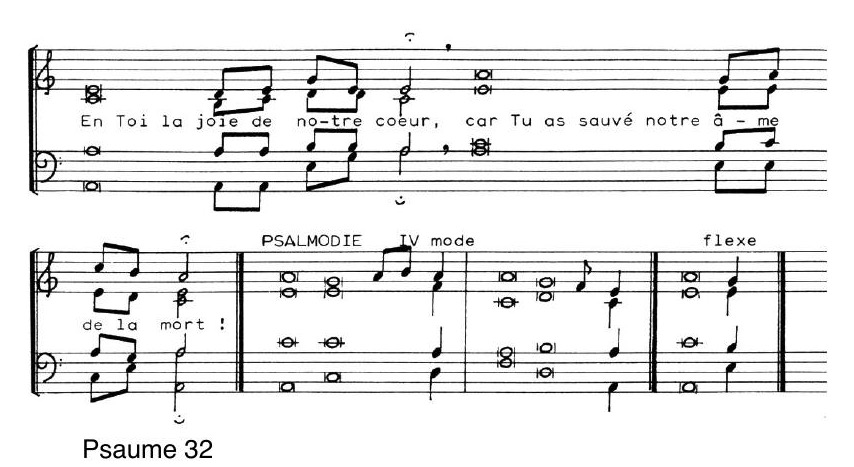 En Toi la joie de no-tre coeur, car Tu as sauvé notre â - me
PSALMODIE IV mode flexe
de la mort !
Psaume 32